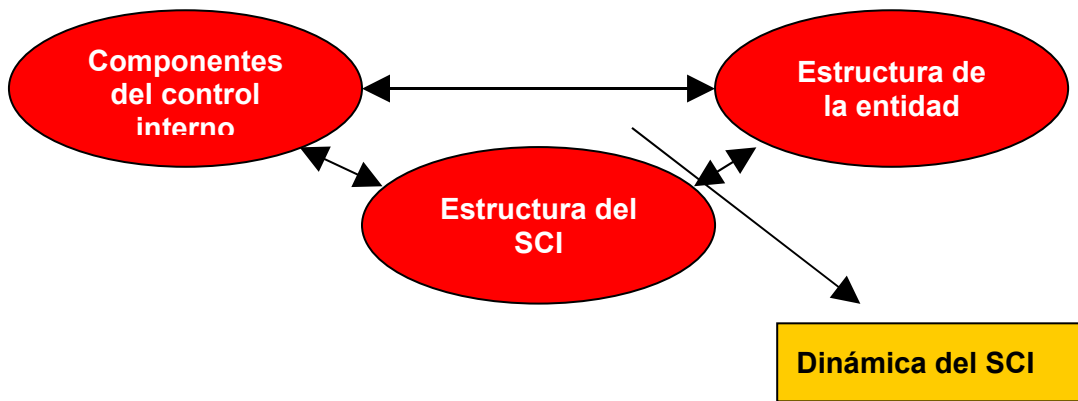 Componentes
del control
interno
Estructura de
la entidad
Estructura del
SCI
Dinámica del SCI